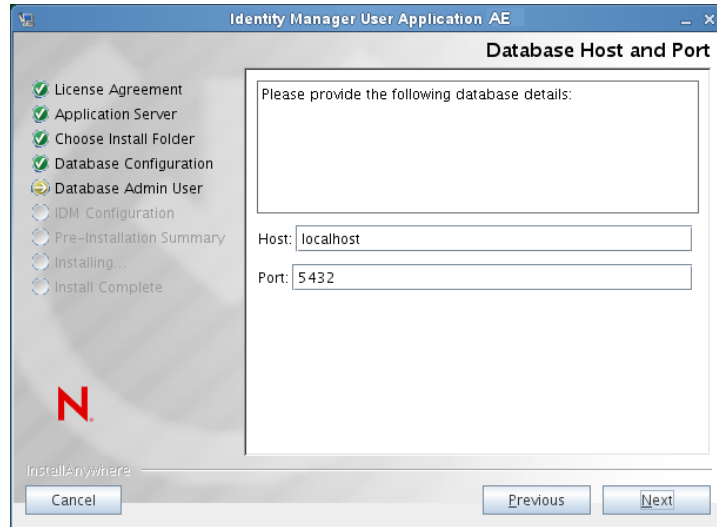 Identity Manager User Application AE
Database Host and Port
License Agreement
Application Server
Choose Install Folder
Database Configuration
Database Admin User
IDM Configuration
Pre-Installation Summary
Installing...
Install Complete
Please provide the following database details:
Host: localhost
Port: 5432
N.
InstallAnywhere
Cancel
Previous
Next